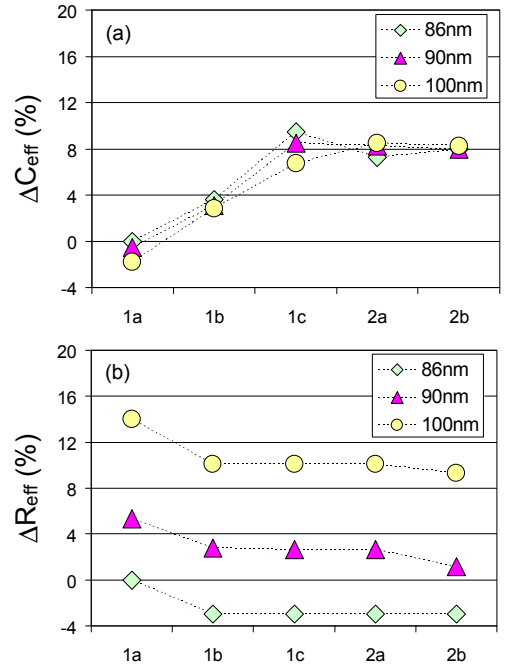 20
16
12
8
4
0
-4
ΔCeff (%)
(a)
86nm
90nm
100nm
1a 1b 1c 2a 2b
20
16
12
8
4
0
-4
ΔReff (%)
(b)
86nm
90nm
100nm
1a 1b 1c 2a 2b